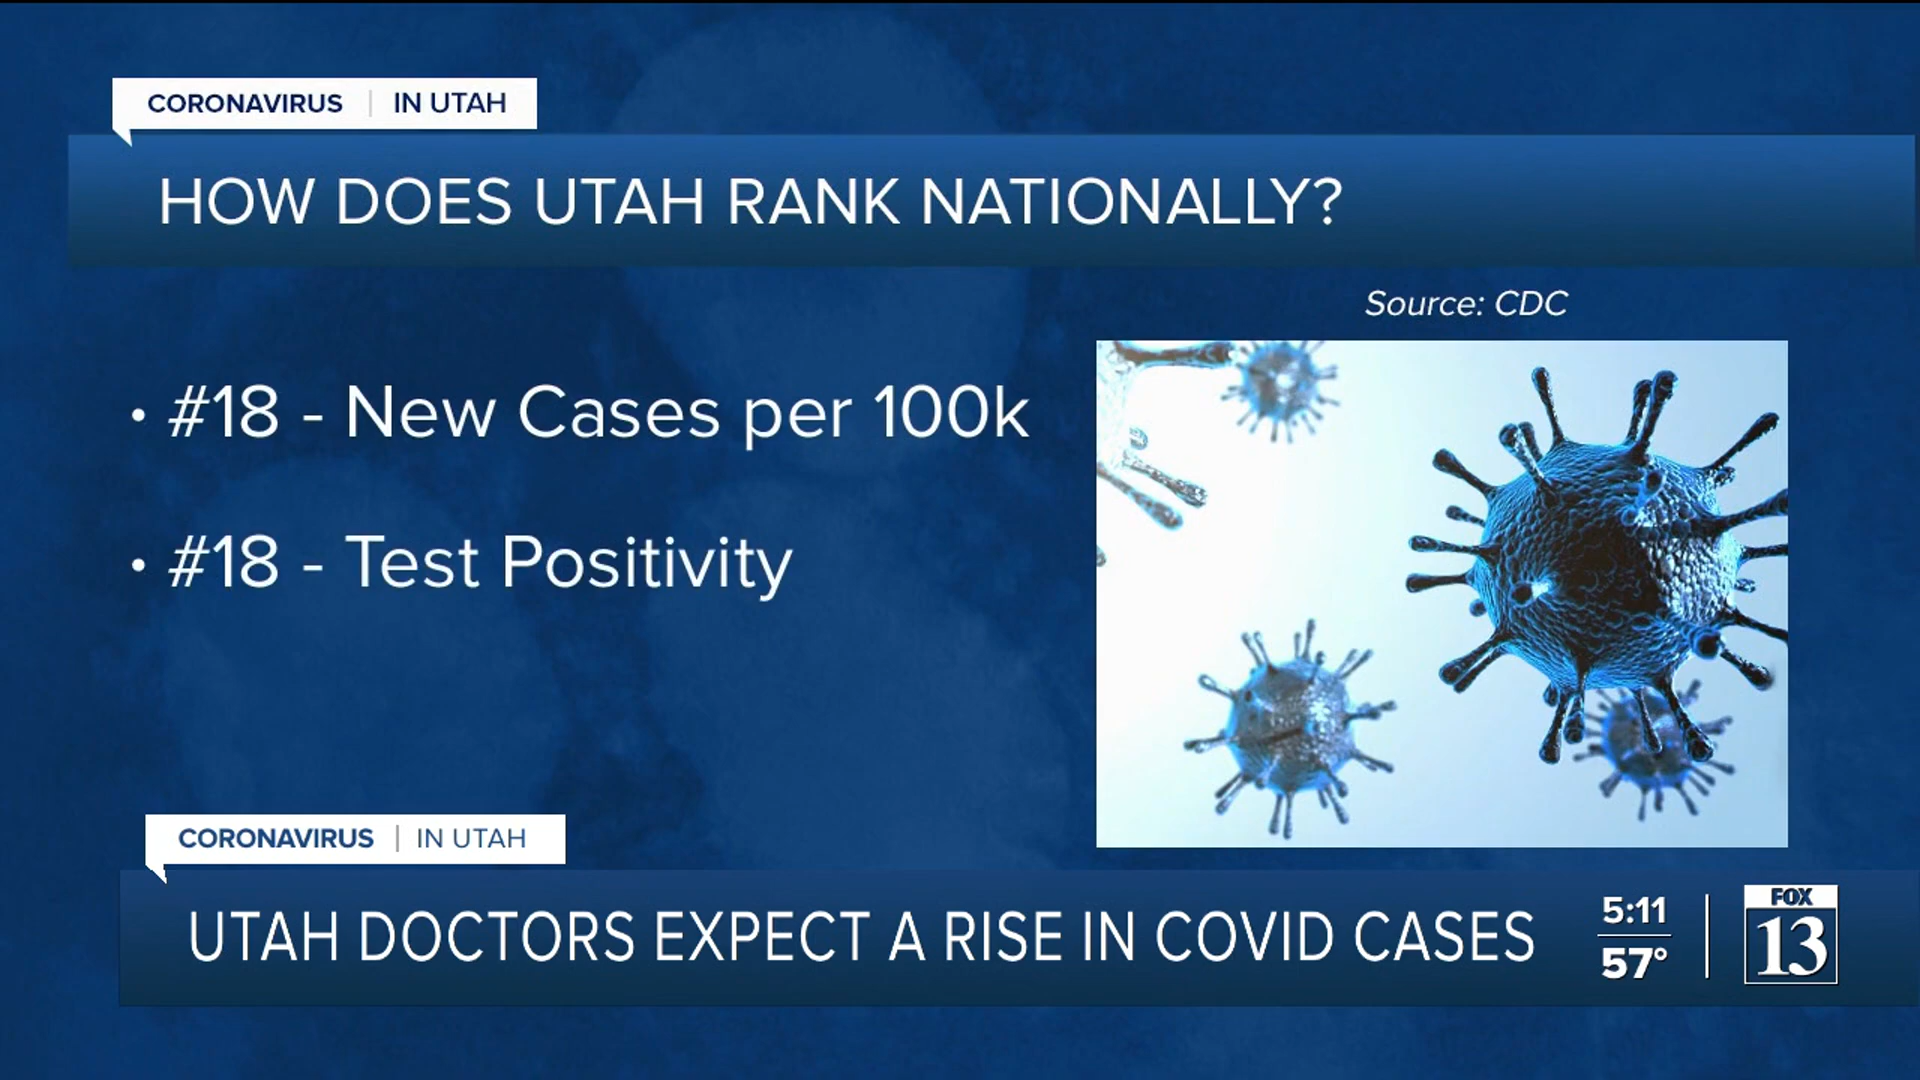 CORONAVIRUS | IN UTAH
HOW DOES UTAH RANK NATIONALLY?
Source: CDC
• #18 - New Cases per 100k
• #18 - Test Positivity
CORONAVIRUS | IN UTAH
UTAH DOCTORS EXPECT A RISE IN COVID CASES
5:11
57°
FOX
13